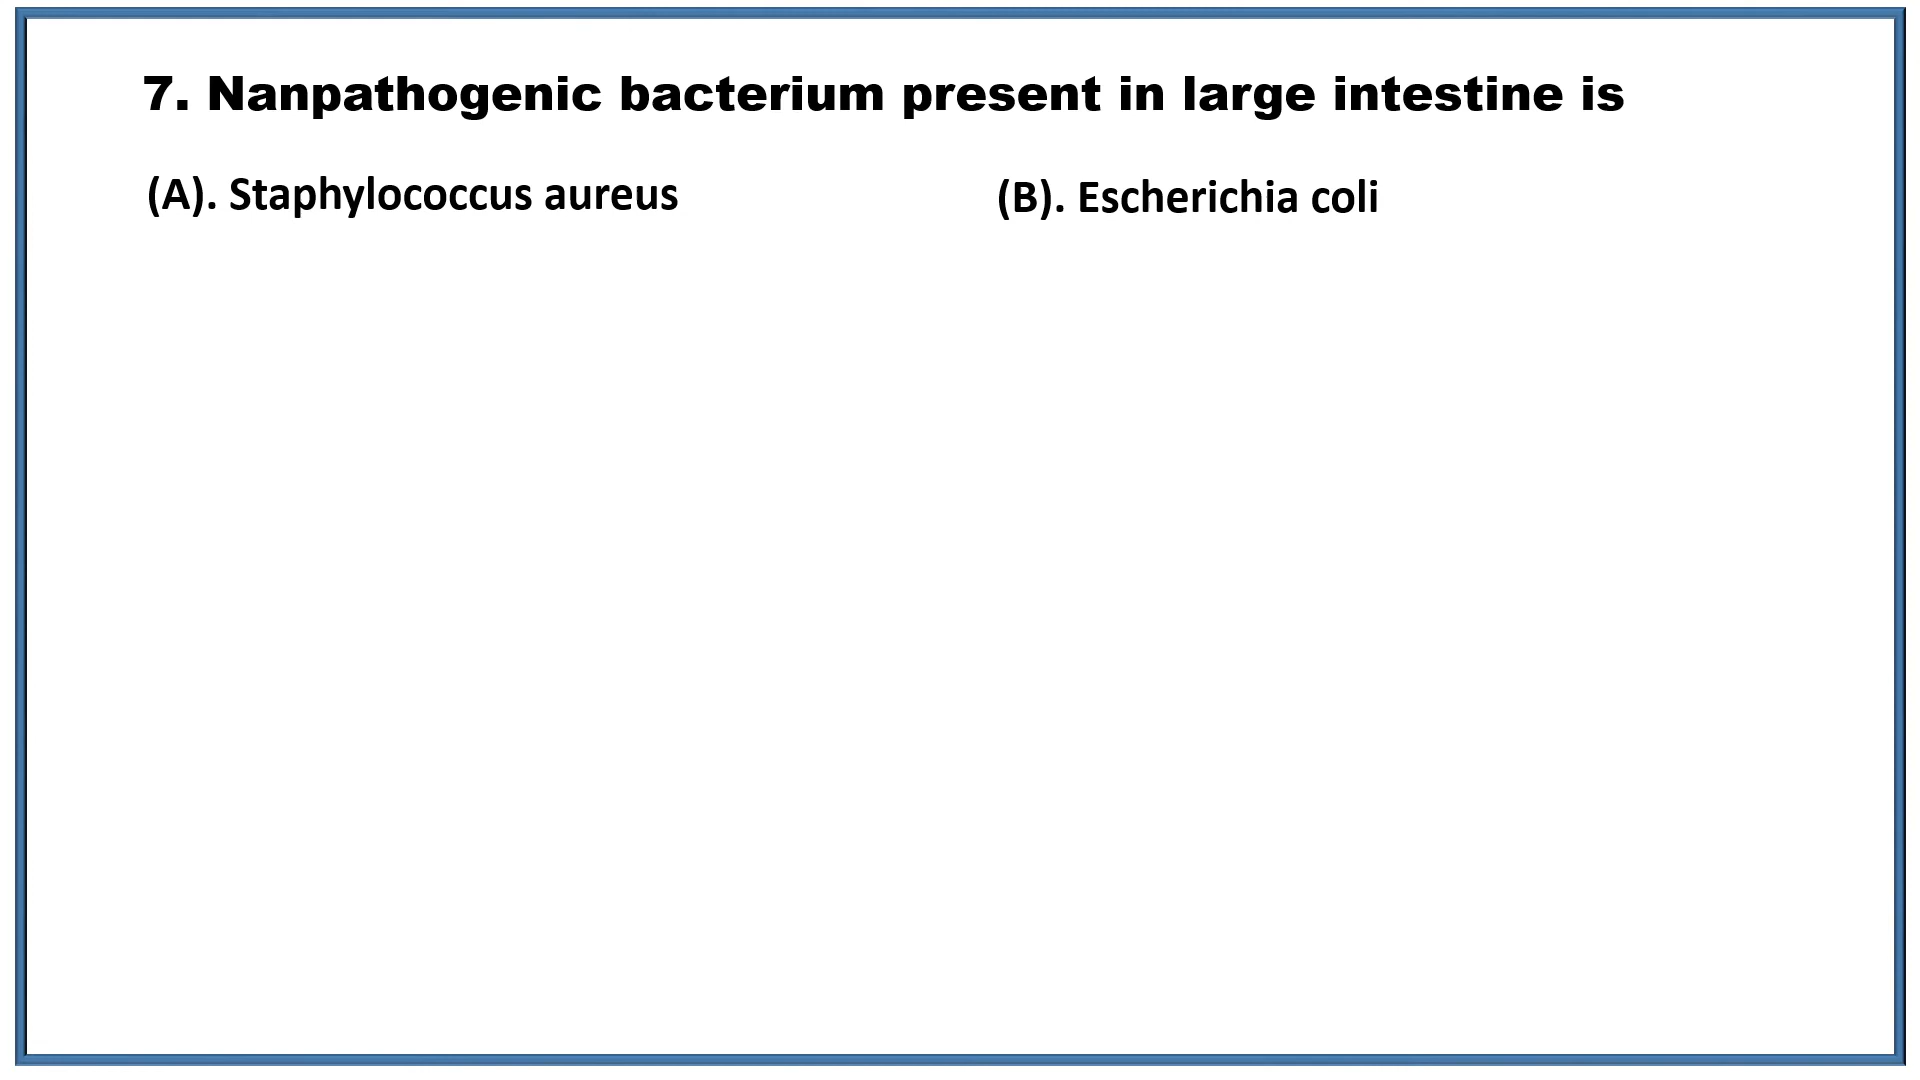 7. Nanpathogenic bacterium present in large intestine is
(A). Staphylococcus aureus (B). Escherichia coli